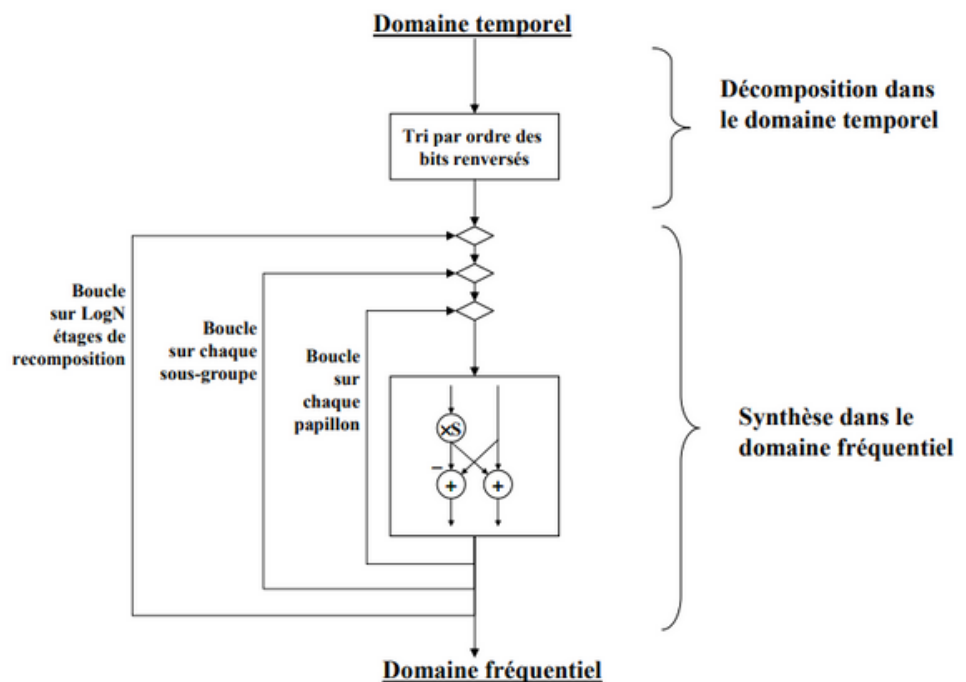 Domaine temporel
Décomposition dans
le domaine temporel
Tri par ordre des
bits renversés
Boucle
sur LogN
étages de
recomposition
Boucle
sur chaque
sous-groupe
Boucle
sur
chaque
papillon
×S
–
+
+
Synthèse dans le
domaine fréquentiel
Domaine fréquentiel